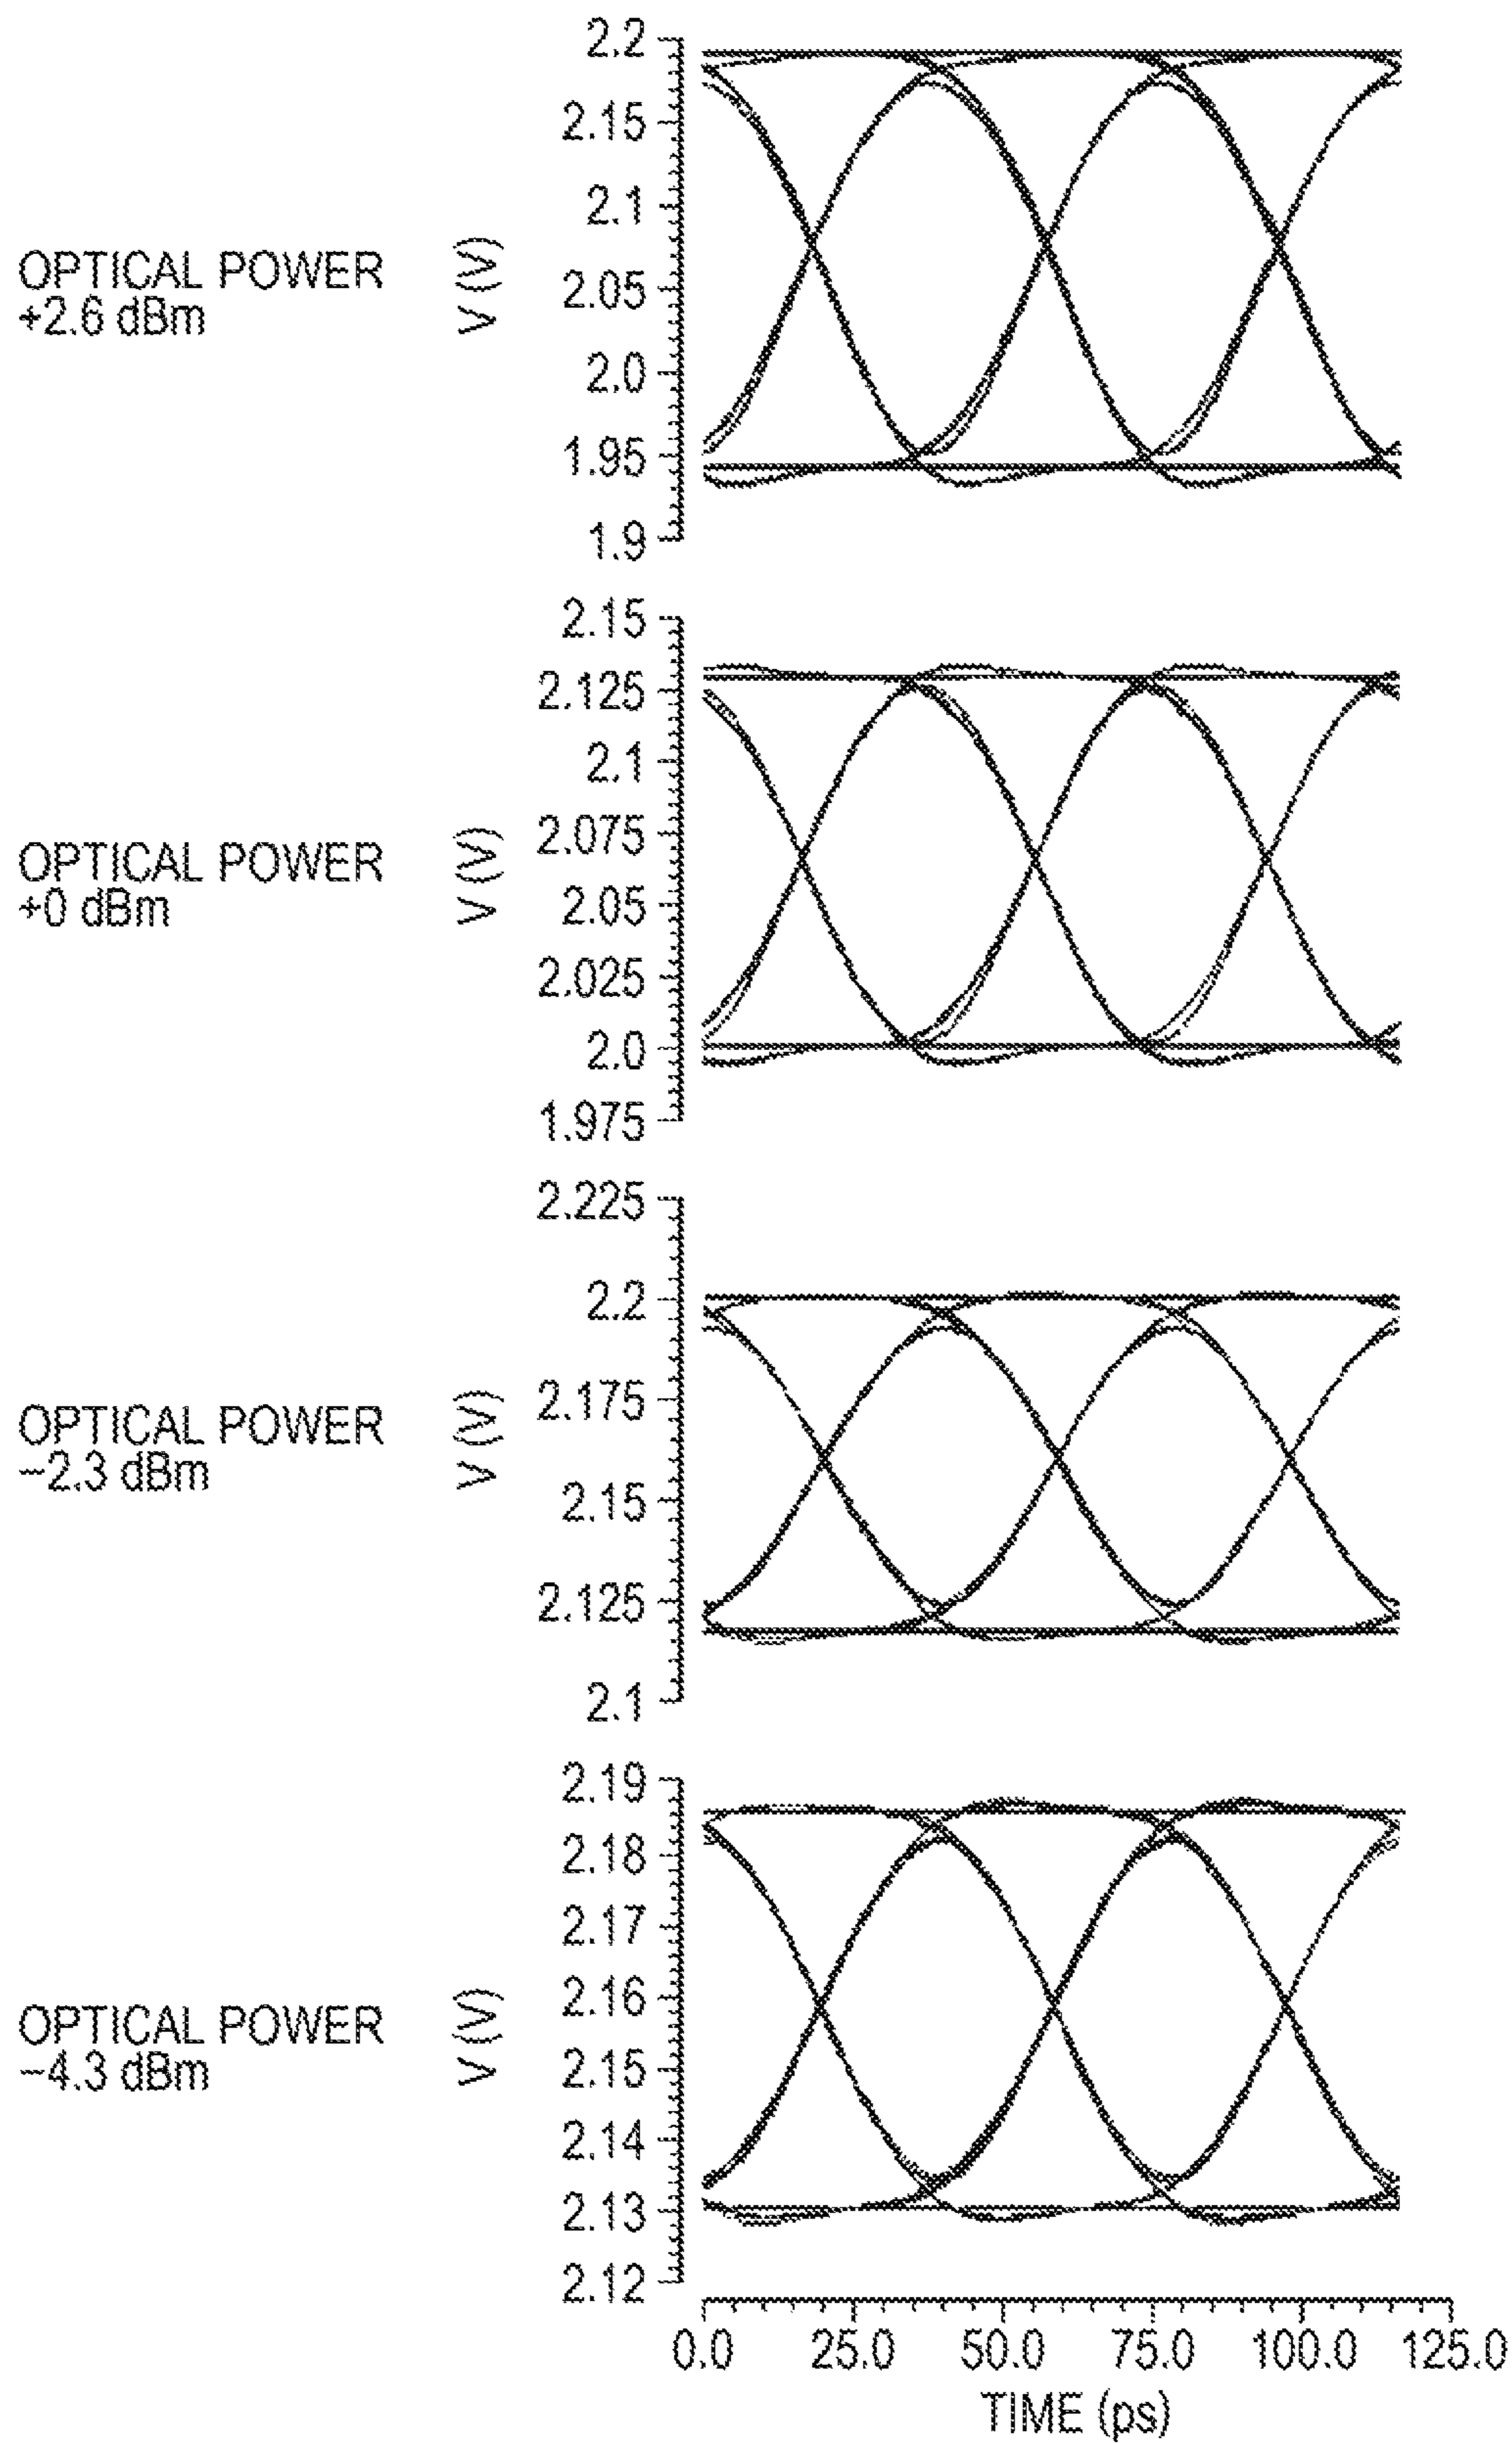 2.2
2.15
2.1
2.05
2.0
1.95
1.9
OPTICAL POWER
+2.6 dBm
V (V)
2.15
2.125
2.1
2.075
2.05
2.025
2.0
1.975
OPTICAL POWER
+0 dBm
V (V)
2.225
2.2
2.175
2.15
2.125
2.1
OPTICAL POWER
−2.3 dBm
V (V)
2.19
2.18
2.17
2.16
2.15
2.14
2.13
2.12
OPTICAL POWER
−4.3 dBm
V (V)
0.0 25.0 50.0 75.0 100.0 125.0
TIME (ps)